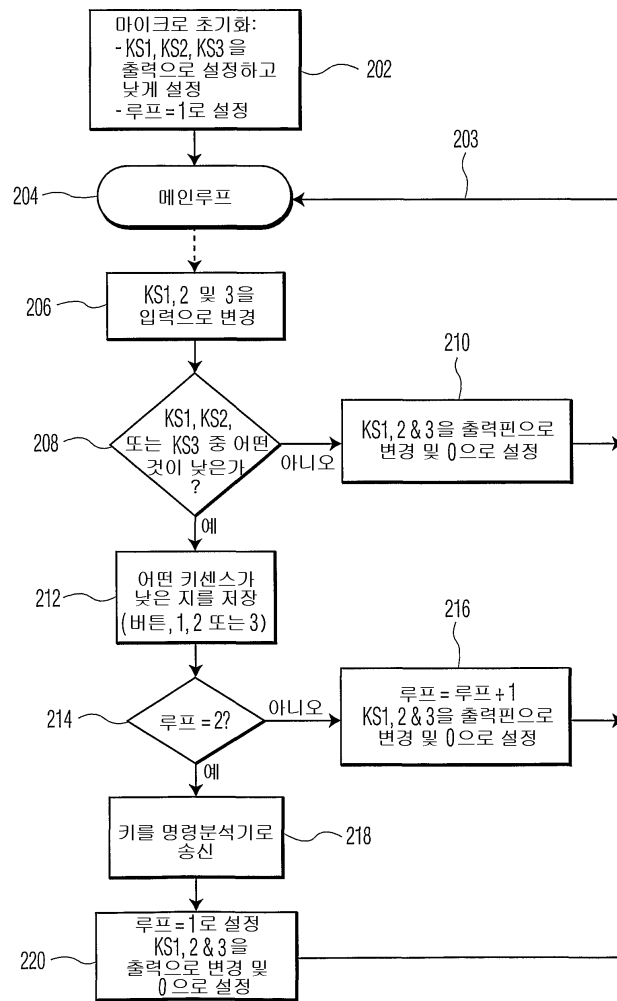 마이크로 초기화:
-KS1, KS2, KS3을
출력으로 설정하고
낮게 설정
-루프=1로 설정
202
203
204
메인루프
206
KS1, 2 및 3을
입력으로 변경
208
KS1, KS2,
또는 KS3 중 어떤
것이 낮은가
?
아니오
예
210
KS1, 2 & 3을 출력핀으로
변경 및 0으로 설정
212
어떤 키센스가
낮은 지를 저장
(버튼, 1, 2 또는 3)
214
루프=2?
아니오
예
216
루프=루프+1
KS1, 2 & 3을 출력핀으로
변경 및 0으로 설정
키를 명령분석기로
송신
218
220
루프=1로 설정
KS1, 2 & 3을
출력으로 변경 및
0으로 설정